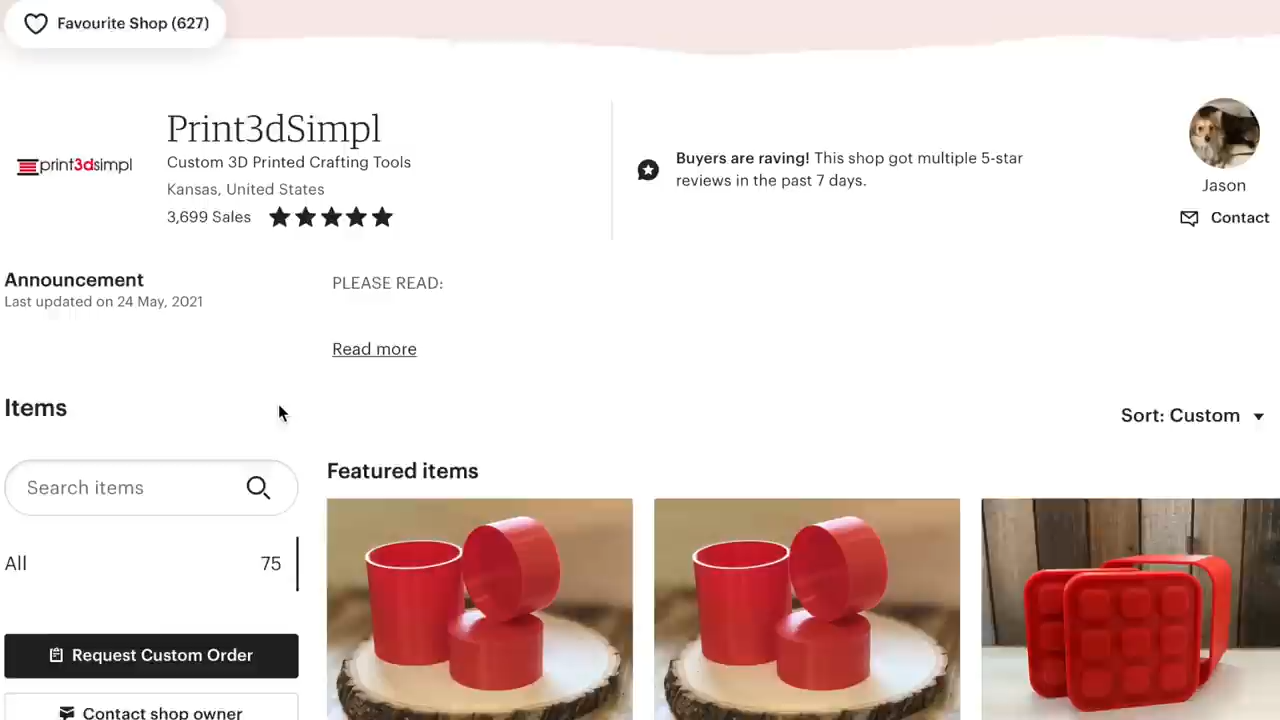 Favourite Shop (627)
print3dsimpl
Print3dSimpl
Custom 3D Printed Crafting Tools
Kansas, United States
3,699 Sales
Buyers are raving! This shop got multiple 5-star
reviews in the past 7 days.
Jason
Contact
Announcement
Last updated on 24 May, 2021
PLEASE READ:
Read more
Items
Sort: Custom
Search items
Featured items
All 75
Request Custom Order
Contact shop owner